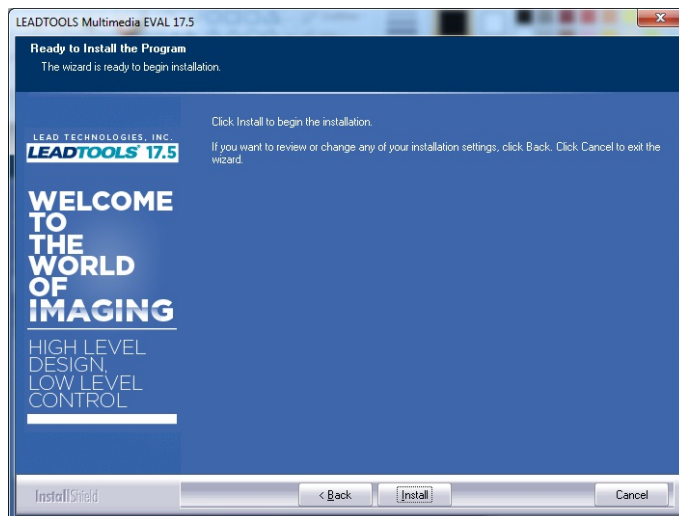 LEADTOOLS Multimedia EVAL 17.5
Ready to Install the Program
The wizard is ready to begin installation.
LEAD TECHNOLOGIES, INC.
LEADTOOLS 17.5
WELCOME
TO
THE
WORLD
OF
IMAGING
HIGH LEVEL
DESIGN,
LOW LEVEL
CONTROL
Click Install to begin the installation.
If you want to review or change any of your installation settings, click Back. Click Cancel to exit the
wizard.
InstallShield
< Back
Install
Cancel